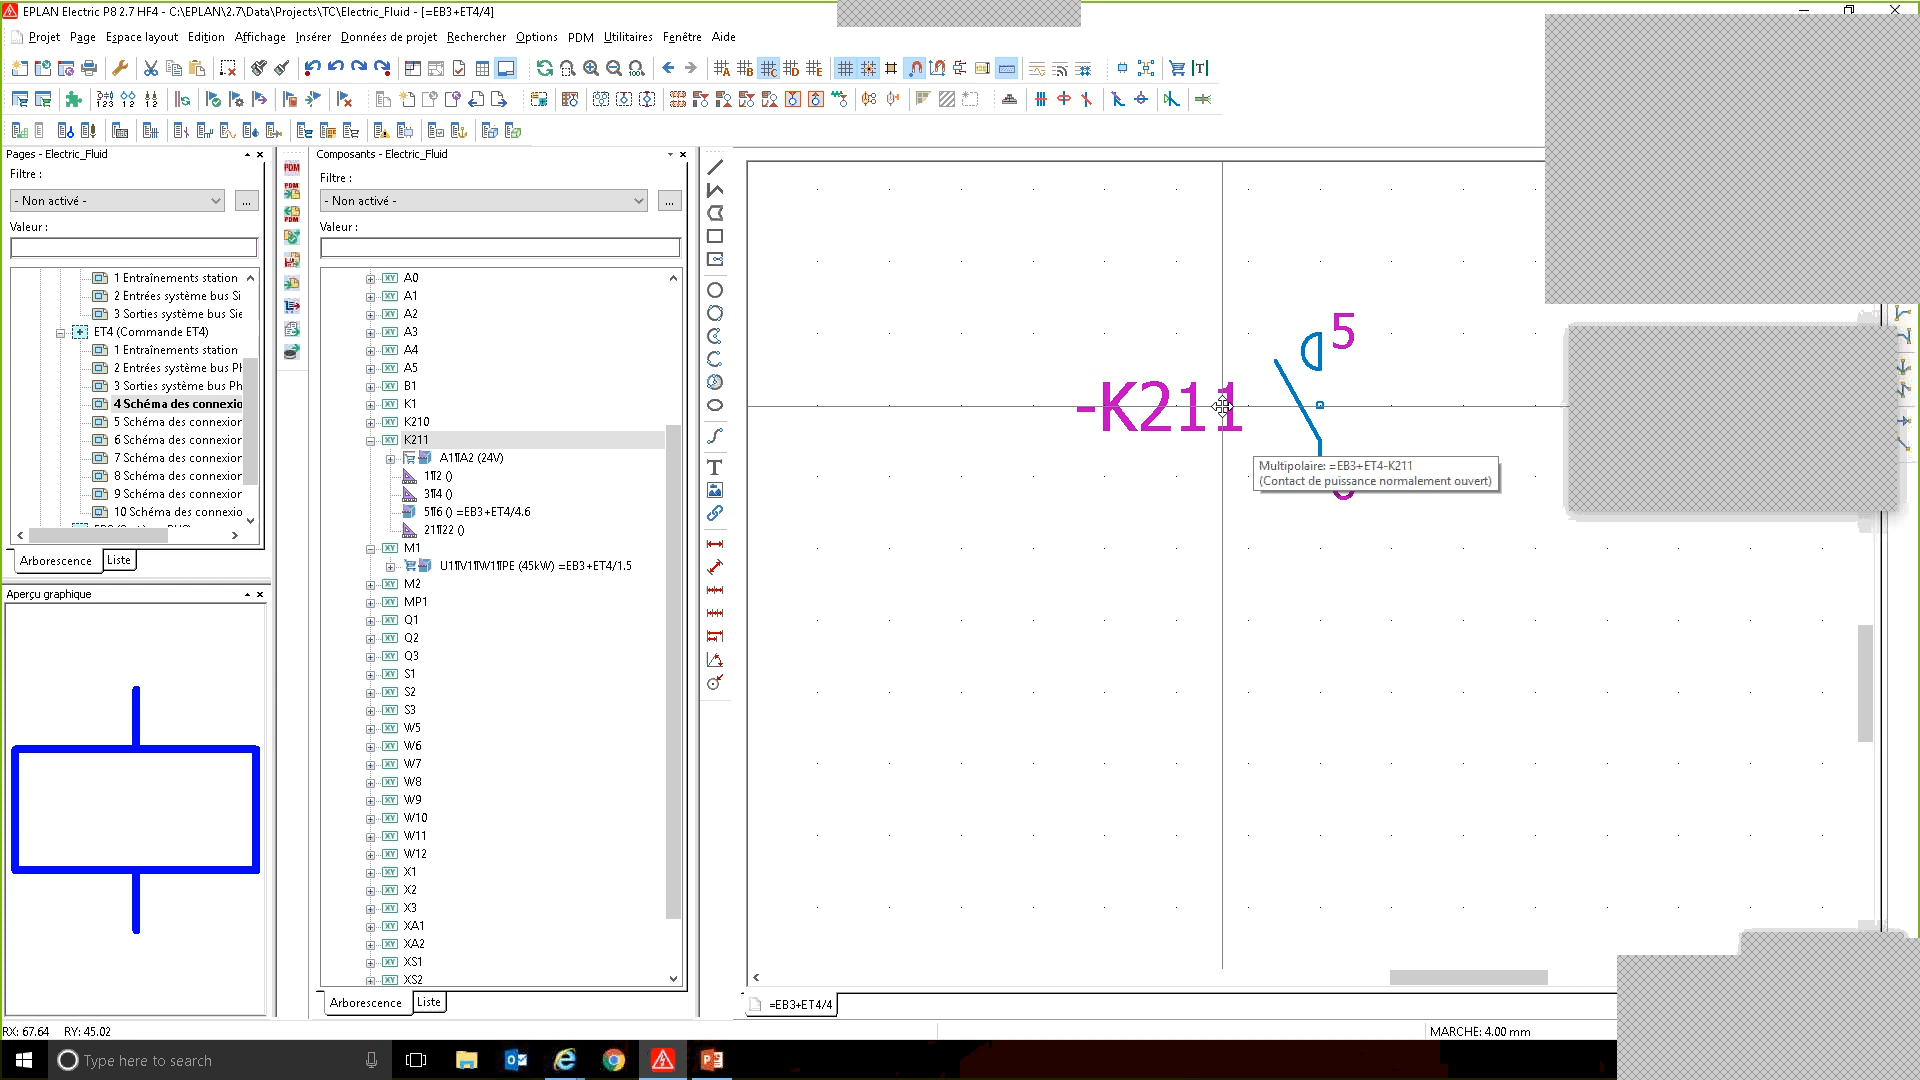 EPLAN Electric P8 2.7 HF4 - C:\EPLAN\2.7\Data\Projects\TC\Electric_Fluid - [=EB3+ET4/4]
Projet Page Espace layout Edition Affichage Insérer Données de projet Rechercher Options PDM Utilitaires Fenêtre Aide
Pages - Electric_Fluid
Filtre :
- Non activé -
...
Valeur :
1 Entraînements station
2 Entrées système bus Si
3 Sorties système bus Sie
ET4 (Commande ET4)
1 Entraînements station
2 Entrées système bus Ph
3 Sorties système bus Ph
4 Schéma des connexio
5 Schéma des connexior
6 Schéma des connexior
7 Schéma des connexior
8 Schéma des connexior
9 Schéma des connexior
10 Schéma des connexio
Arborescence Liste
Aperçu graphique
PDM
PDM
PDM
Composants - Electric_Fluid
Filtre :
- Non activé -
...
Valeur :
A0
A1
A2
A3
A4
A5
B1
K1
K210
K211
A1¶A2 (24V)
1¶2 ()
3¶4 ()
5¶6 () =EB3+ET4/4.6
21¶22 ()
M1
U1¶V1¶W1¶PE (45kW) =EB3+ET4/1.5
M2
MP1
Q1
Q2
Q3
S1
S2
S3
W5
W6
W7
W8
W9
W10
W11
W12
X1
X2
X3
XA1
XA2
XS1
XS2
Arborescence Liste
5
-K211
Multipolaire: =EB3+ET4-K211
(Contact de puissance normalement ouvert)
=EB3+ET4/4
RX: 67.64 RY: 45.02
MARCHE: 4.00 mm
Type here to search